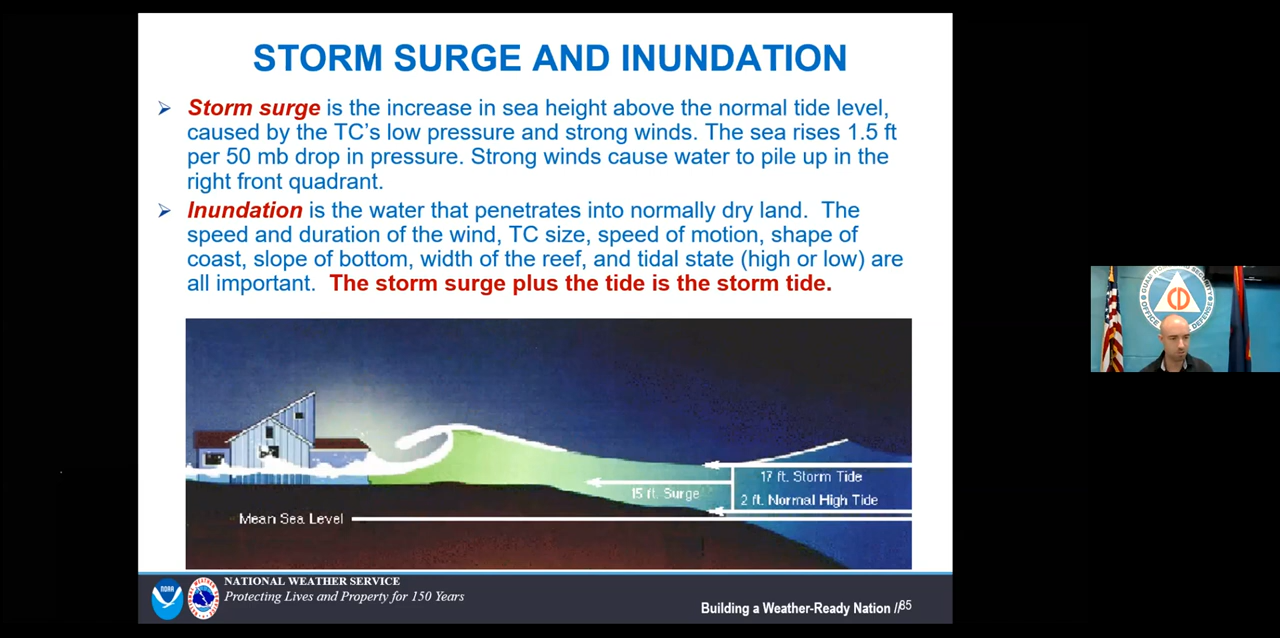 STORM SURGE AND INUNDATION
Storm surge is the increase in sea height above the normal tide level,
caused by the TC's low pressure and strong winds. The sea rises 1.5 ft
per 50 mb drop in pressure. Strong winds cause water to pile up in the
right front quadrant.
Inundation is the water that penetrates into normally dry land. The
speed and duration of the wind, TC size, speed of motion, shape of
coast, slope of bottom, width of the reef, and tidal state (high or low) are
all important. The storm surge plus the tide is the storm tide.
17 ft. Storm Tide
15 ft. Surge
2 ft. Normal High Tide
Mean Sea Level
NOAA
NATIONAL WEATHER SERVICE
Protecting Lives and Property for 150 Years
Building a Weather-Ready Nation // 85
CD